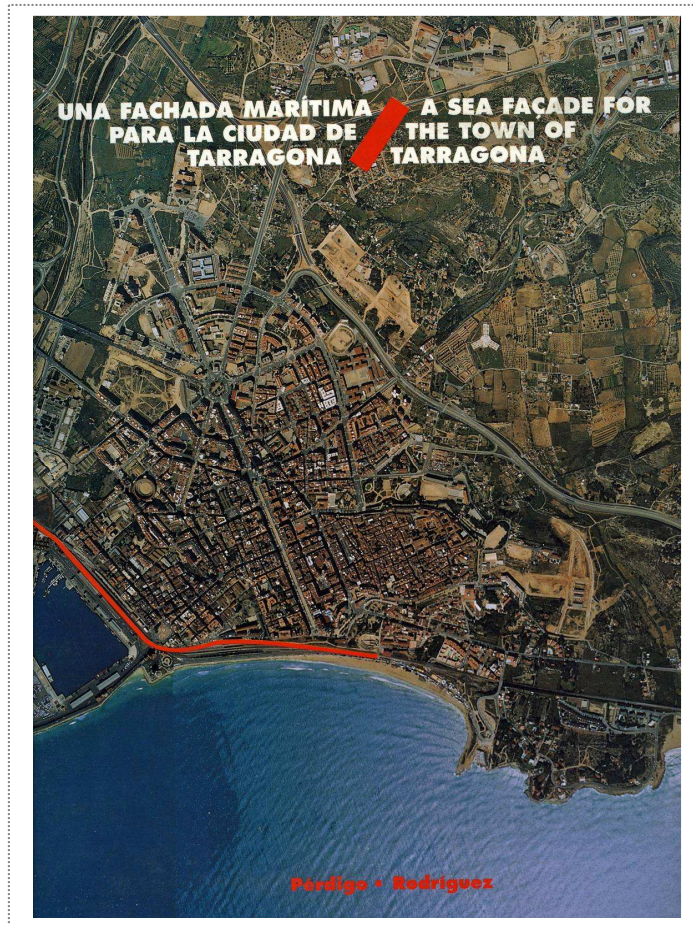 UNA FACHADA MARÍTIMA
PARA LA CIUDAD DE
TARRAGONA
A SEA FAÇADE FOR
THE TOWN OF
TARRAGONA
Pérdigo • Rodríguez